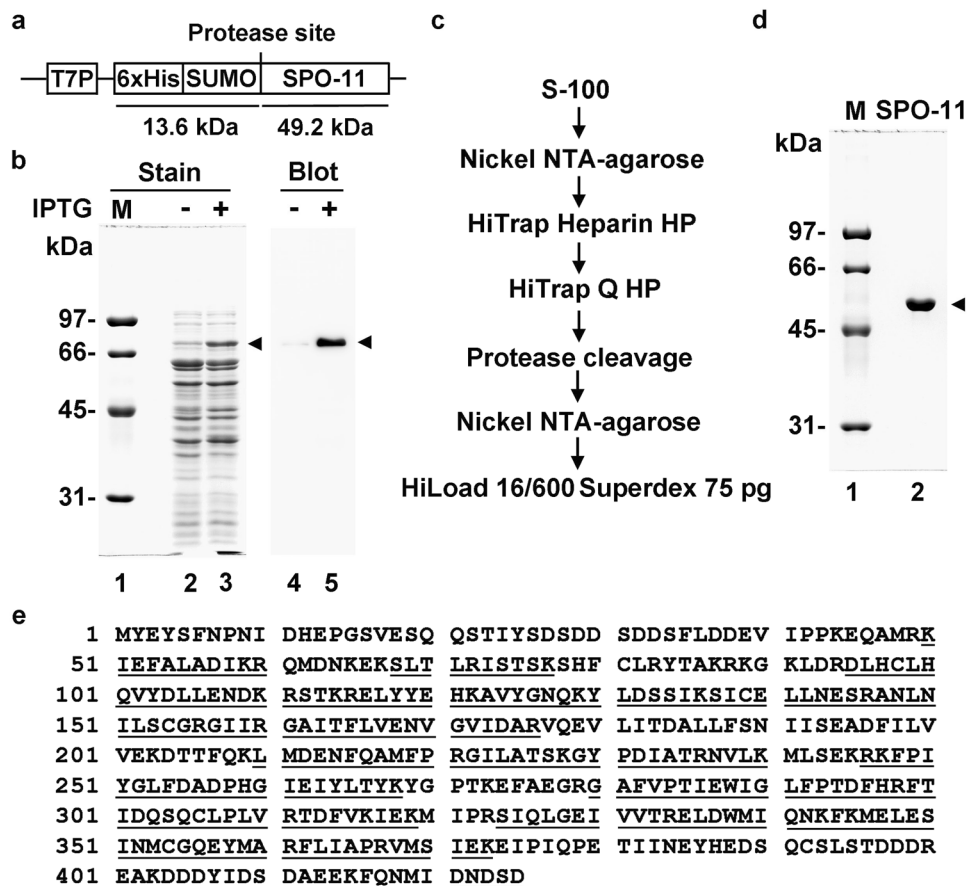 a
Protease site
T7P 6xHis SUMO SPO-11
13.6 kDa 49.2 kDa
b
Stain Blot
IPTG M - + - +
kDa
97-
66-
45-
31-
1 2 3 4 5
c
S-100
Nickel NTA-agarose
HiTrap Heparin HP
HiTrap Q HP
Protease cleavage
Nickel NTA-agarose
HiLoad 16/600 Superdex 75 pg
d
M SPO-11
kDa
97-
66-
45-
31-
1 2
e
1 MYEYSFNPNI DHEPGSVESQ QSTIYSDSDD SDDSFLDDEV IPPKEQAMRK
51 IEFALADIKR QMDNKEKSLT LRISTSKSHF CLRYTAKRKG KLDRDLHCLH
101 QVYDLLENDK RSTKRELYYE HKAVYGNQKY LDSSIKSICE LLNESRANLN
151 ILSCGRGIIR GAITFLVENV GVIDARVQEV LITDALLFSN IISEADFILV
201 VEKDTTFQKL MDENFQAMFP RGILATSKGY PDIATRNVLK MLSEKRKFPI
251 YGLFDADPHG IEIYLTYKYG PTKEFAEGRG AFVPTIEWIG LFPTDFHRFT
301 IDQSQCLPLV RTDFVKIEKM IPRSIQLGEI VVTRELDWMI QNKFKMELES
351 INMCGQEYMA RFLIAPRVMS IEKEIPIQPE TIINEYHEDS QCSLSTDDDR
401 EAKDDDYIDS DAEEKFQNMI DNDSD